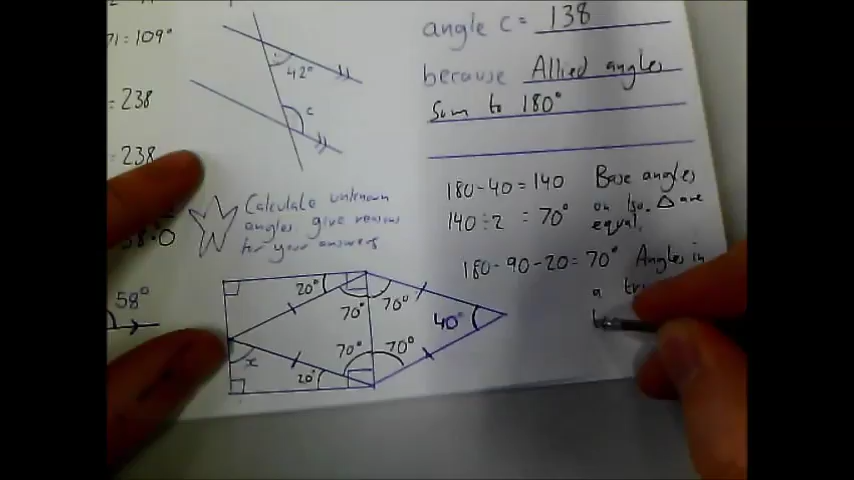 71 = 109°
= 238
= 238
58°
42°
c
angle c = 138
because Allied angles
Sum to 180°
Calculate unknown
angles give reasons
for your answers
180-40 = 140 Base angles
on Iso. Δ are
140 ÷ 2 = 70° equal.
180-90-20 = 70° Angles in
a
20°
70°
70°
40°
70°
70°
x
20°